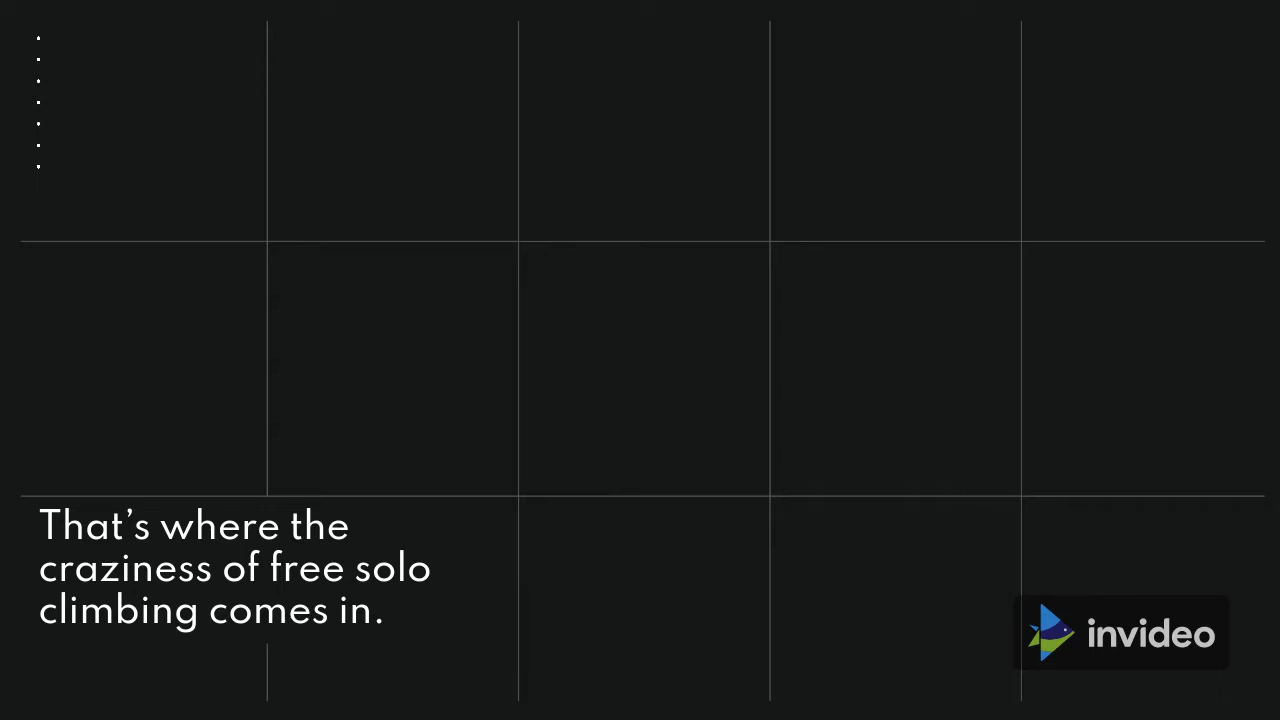 That’s where the
craziness of free solo
climbing comes in.
invideo